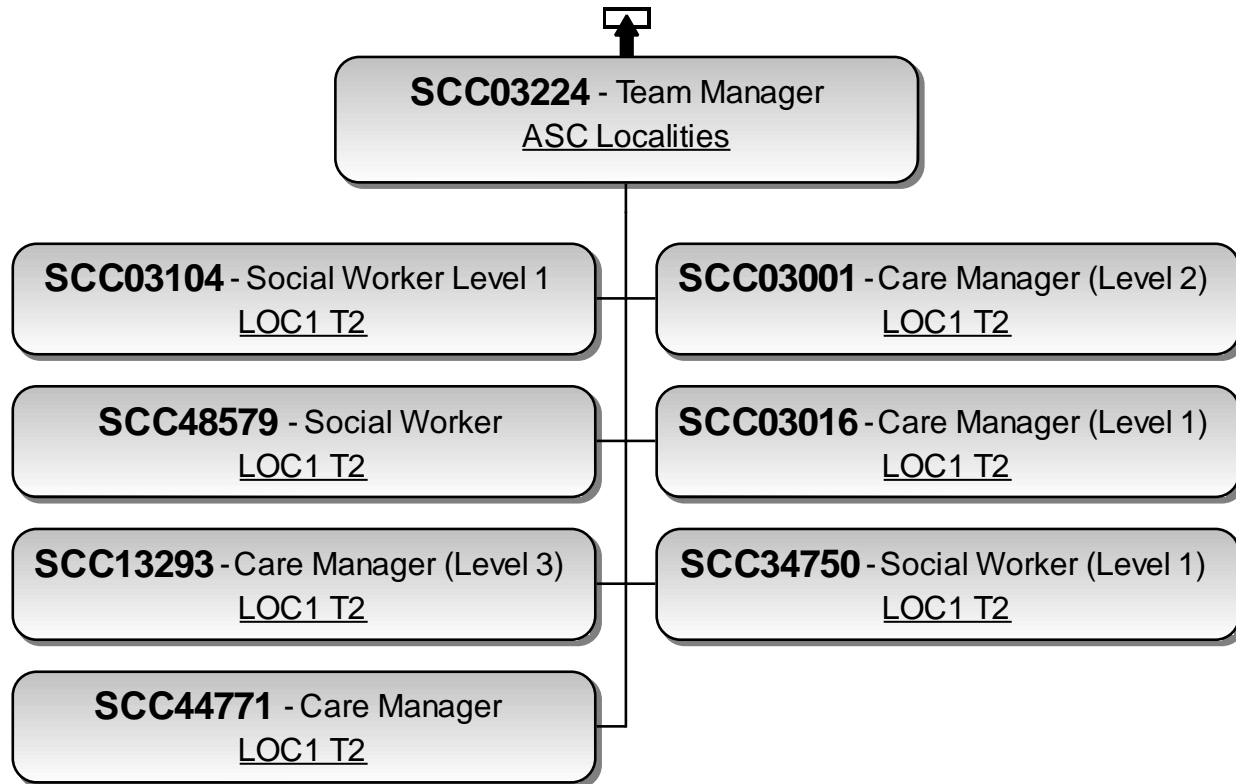 SCC03224 - Team Manager
ASC Localities
SCC03104 - Social Worker Level 1
LOC1 T2
SCC03001 - Care Manager (Level 2)
LOC1 T2
SCC48579 - Social Worker
LOC1 T2
SCC03016 - Care Manager (Level 1)
LOC1 T2
SCC13293 - Care Manager (Level 3)
LOC1 T2
SCC34750 - Social Worker (Level 1)
LOC1 T2
SCC44771 - Care Manager
LOC1 T2